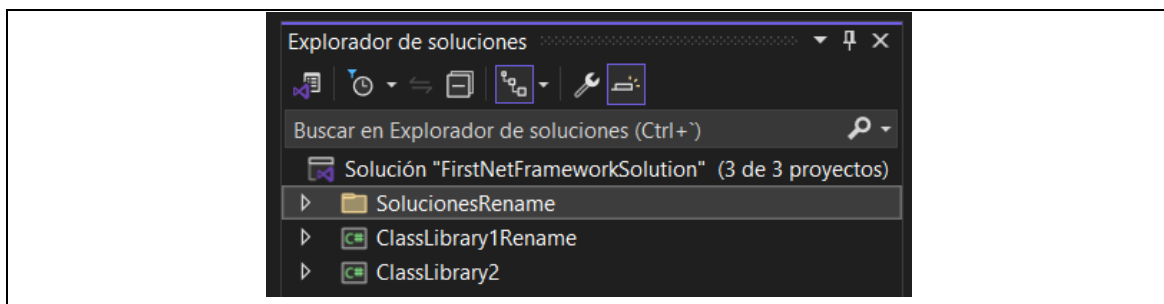 Explorador de soluciones
Buscar en Explorador de soluciones (Ctrl+`)
Solución "FirstNetFrameworkSolution" (3 de 3 proyectos)
SolucionesRename
C# ClassLibrary1Rename
C# ClassLibrary2